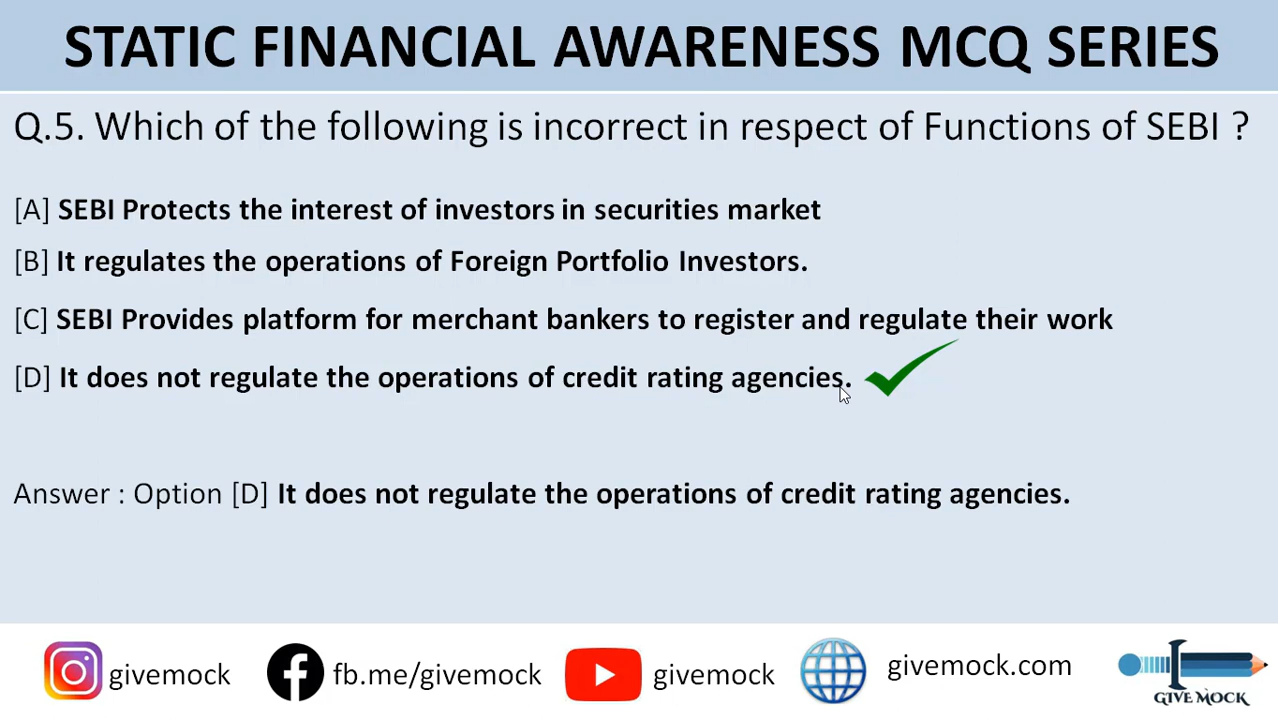 STATIC FINANCIAL AWARENESS MCQ SERIES
Q.5. Which of the following is incorrect in respect of Functions of SEBI ?
[A] SEBI Protects the interest of investors in securities market
[B] It regulates the operations of Foreign Portfolio Investors.
[C] SEBI Provides platform for merchant bankers to register and regulate their work
[D] It does not regulate the operations of credit rating agencies.
Answer : Option [D] It does not regulate the operations of credit rating agencies.
givemock fb.me/givemock givemock givemock.com
GIVE MOCK